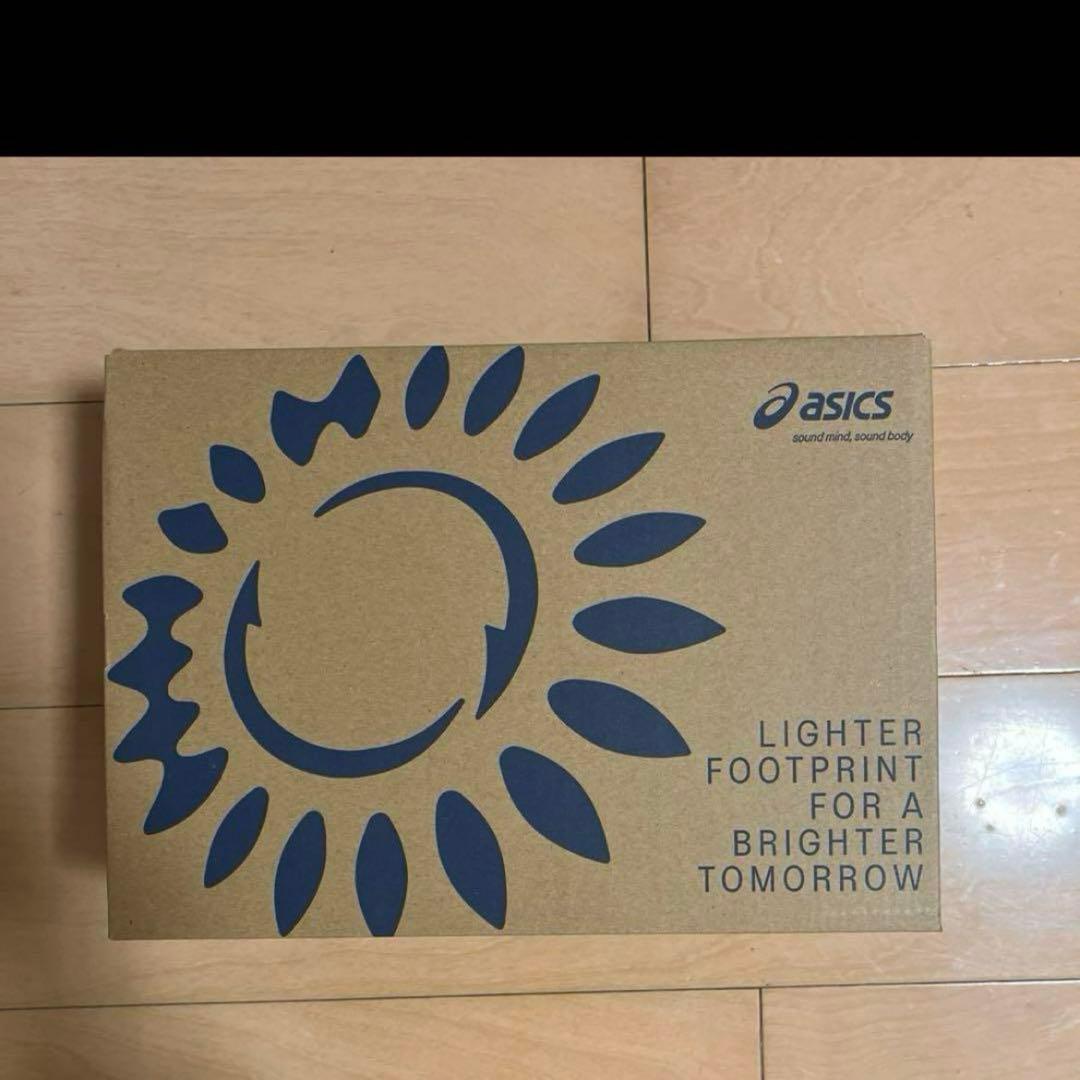 asics
sound mind, sound body
LIGHTER
FOOTPRINT
FOR A
BRIGHTER
TOMORROW